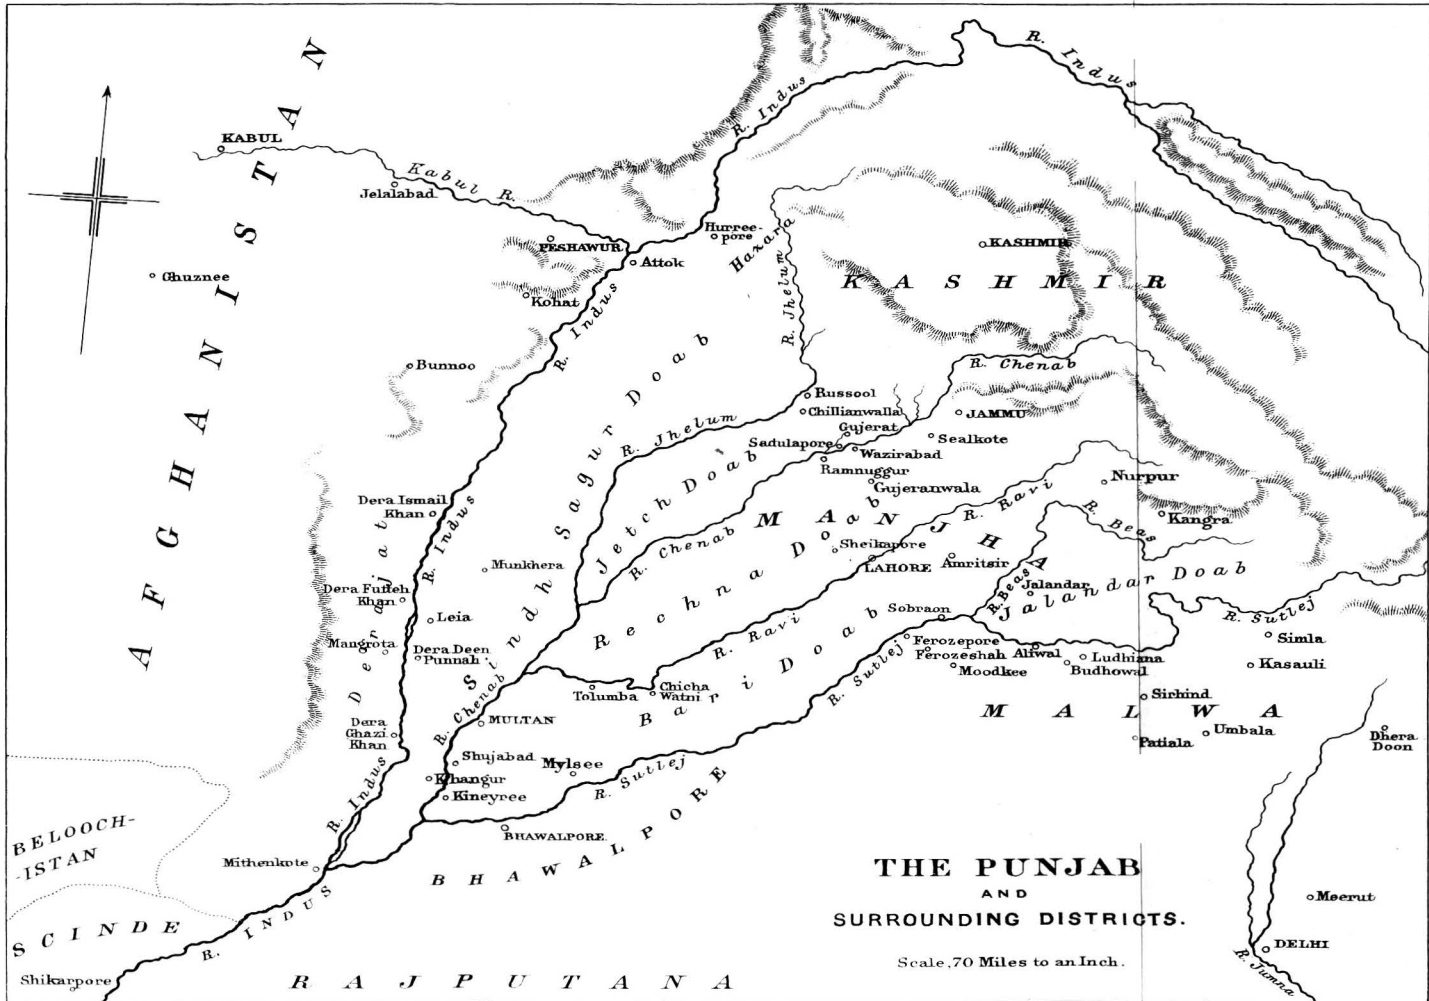 R. Indus
R. Indus
AFGHANISTAN
KABUL
Kabul R.
Jelalabad
Hurree-
pore
Hazara
PESHAWUR
Attok
KASHMIR
Ghuznee
KASHMIR
Kohat
R. Indus
R. Jhelum
Bunnoo
R. Chenab
Russool
Chillianwalla
JAMMU
Gujerat
Sealkote
R. Jhelum
Sadulapore
Wazirabad
Ramnuggur
Sindh Sagur Doab
Jetch Doab
Gujeranwala
Nurpur
Dera Ismail
Khan
R. Indus
R. Ravi
R. Beas
Kangra
MANJHA
R. Chenab
Rechna Doab
Sheikapore
LAHORE
Amritsir
Munkhera
Derajat
Dera Futteh
Khan
Jalandar
Jalandar Doab
R. Beas
Leia
Sobraon
R. Sutlej
Simla
Mangrota
Dera Deen
Punnah
R. Ravi
Bari Doab
Ferozepore
Ferozeshah
Aliwal
Ludhiana
Moodkee
Budhowal
Kasauli
R. Chenab
Tolumba
Chicha
Watni
R. Sutlej
Sirhind
MALWA
Dera
Ghazi
Khan
MULTAN
Patiala
Umbala
Dhera
Doon
Shujabad
Mylsee
Khangur
R. Sutlej
Kineyree
R. Indus
BHAWALPORE
BHAWALPORE
BELOOCH-
-ISTAN
Mithenkote
R. INDUS
SCINDE
Shikarpore
RAJPUTANA
THE PUNJAB
AND
SURROUNDING DISTRICTS.
Scale, 70 Miles to an Inch.
Meerut
DELHI
R. Jumna